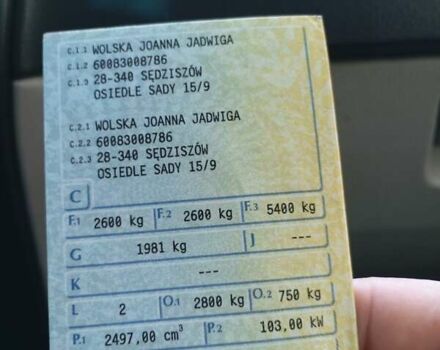 C.1.1 WOLSKA JOANNA JADWIGA
C.1.2 60083008786
C.1.3 28-340 SĘDZISZÓW
OSIEDLE SADY 15/9
C.2.1 WOLSKA JOANNA JADWIGA
C.2.2 60083008786
C.2.3 28-340 SĘDZISZÓW
OSIEDLE SADY 15/9
C
F.1 2600 kg F.2 2600 kg F.3 5400 kg
G 1981 kg J ---
K ---
L 2 O.1 2800 kg O.2 750 kg
P.1 2497,00 cm³ P.2 103,00 kW